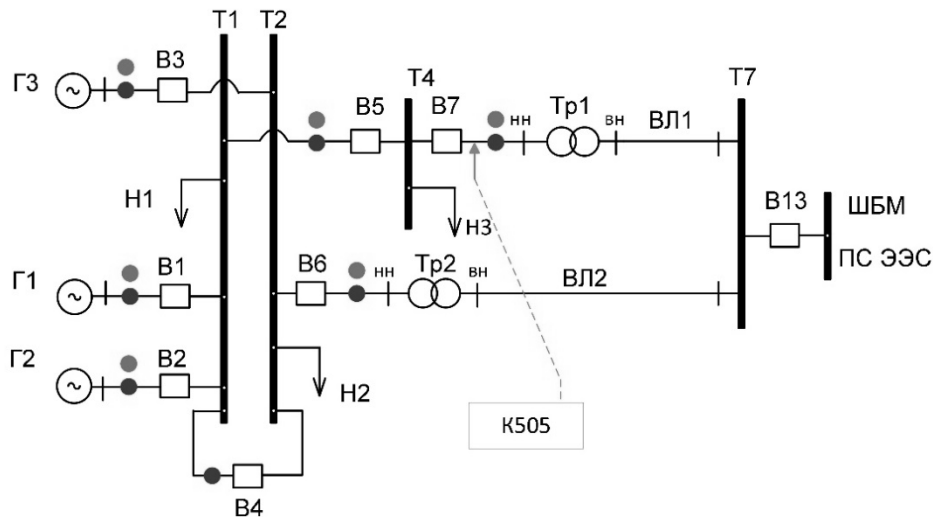 Т1
Т2
Г3
В3
Т4
Т7
В5
В7
нн
Тр1
вн
ВЛ1
Н1
Н3
В13
ШБМ
ПС ЭЭС
Г1
В1
В6
нн
Тр2
вн
ВЛ2
Г2
В2
Н2
К505
В4